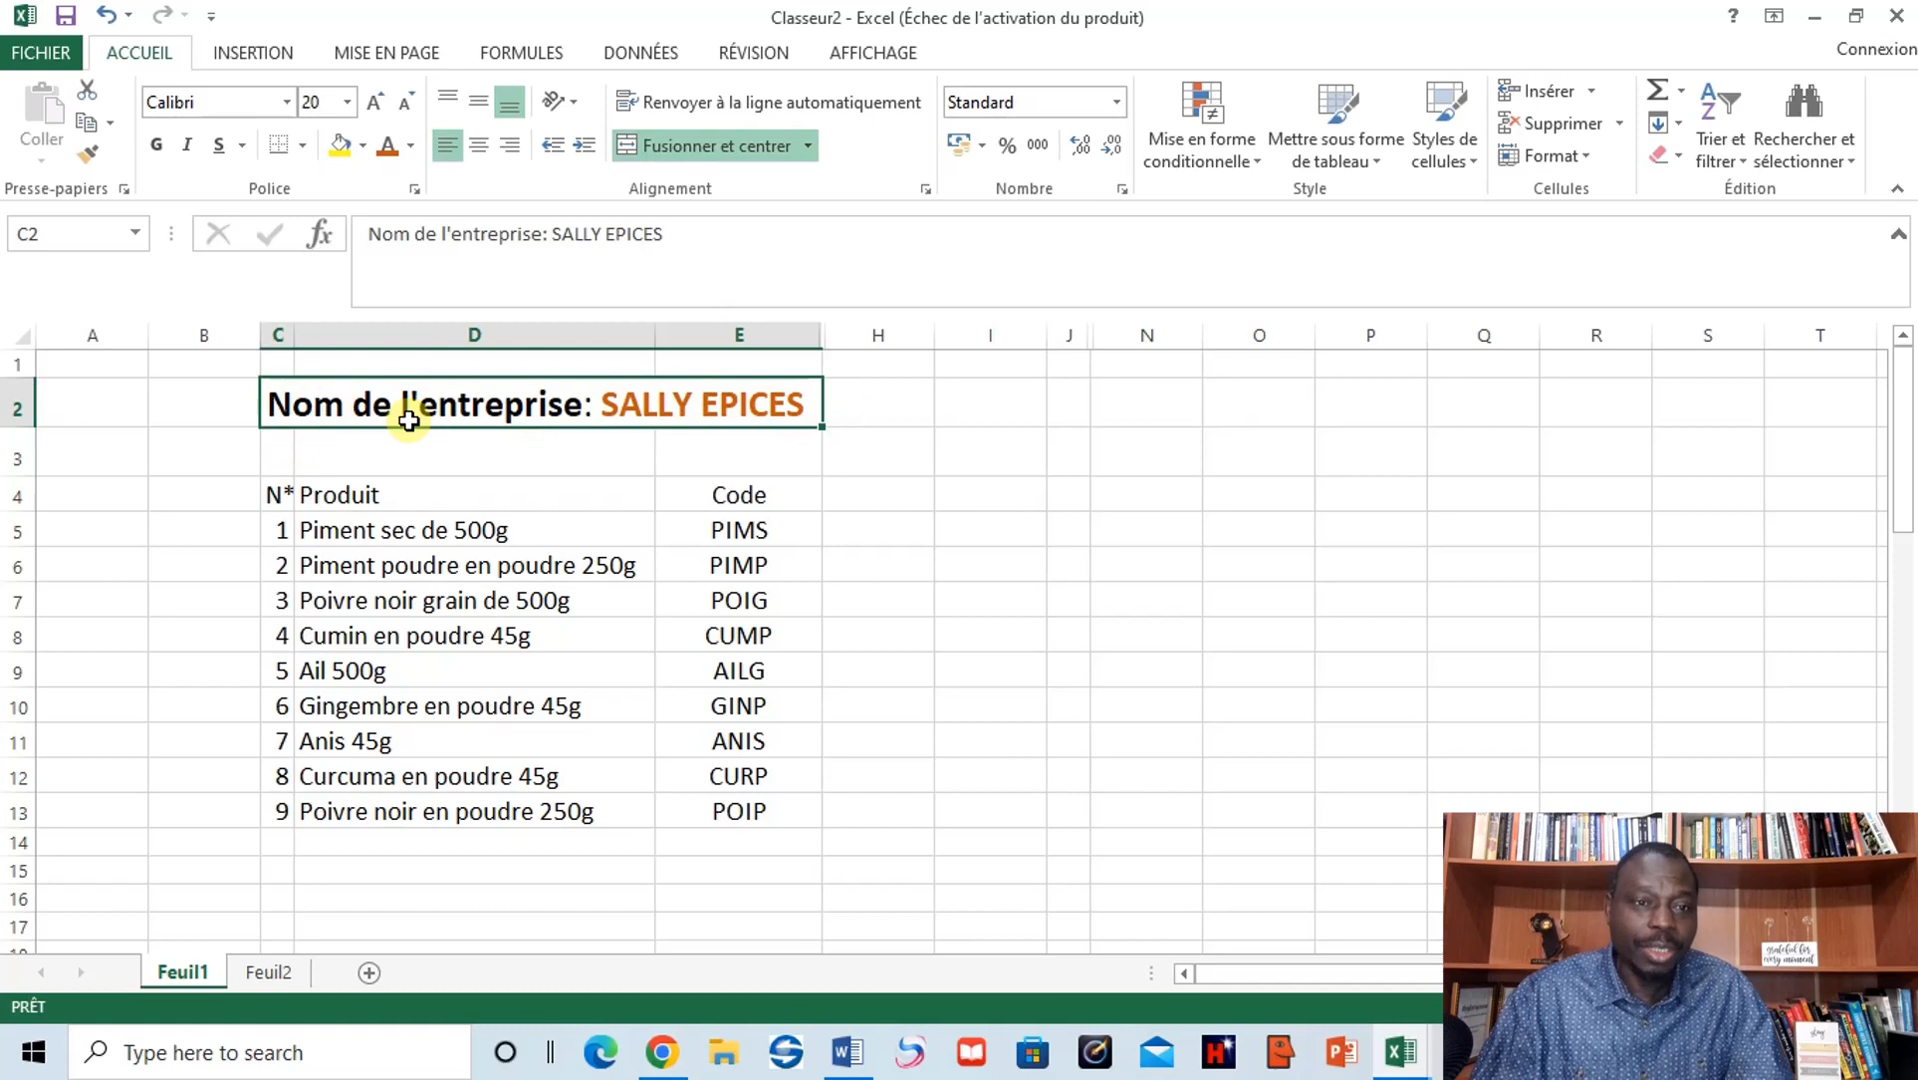 Classeur2 - Excel (Échec de l'activation du produit)
?
FICHIER ACCUEIL INSERTION MISE EN PAGE FORMULES DONNÉES RÉVISION AFFICHAGE Connexion
Coller
Presse-papiers
Calibri 20
G I S
Police
Renvoyer à la ligne automatiquement
Fusionner et centrer
Alignement
Standard
% 000
Nombre
Mise en forme conditionnelle
Mettre sous forme de tableau
Styles de cellules
Style
Insérer
Supprimer
Format
Cellules
Trier et filtrer
Rechercher et sélectionner
Édition
C2 fx Nom de l'entreprise: SALLY EPICES
A B C D E H I J N O P Q R S T
1
2 Nom de l'entreprise: SALLY EPICES
3
4 N* Produit Code
5 1 Piment sec de 500g PIMS
6 2 Piment poudre en poudre 250g PIMP
7 3 Poivre noir grain de 500g POIG
8 4 Cumin en poudre 45g CUMP
9 5 Ail 500g AILG
10 6 Gingembre en poudre 45g GINP
11 7 Anis 45g ANIS
12 8 Curcuma en poudre 45g CURP
13 9 Poivre noir en poudre 250g POIP
14
15
16
17
grateful for
every moment
Feuil1 Feuil2
PRÊT
Type here to search